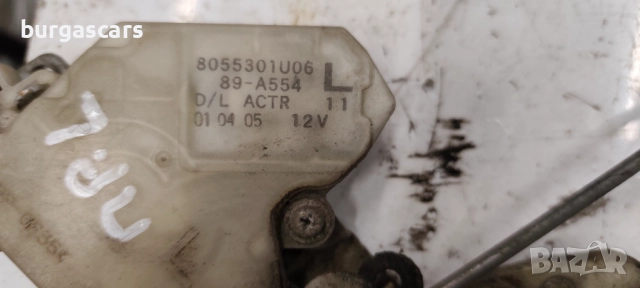 burgascars
8055301U06
89-A554 L
D/L ACTR 11
01 04 05 12V
BAZAR